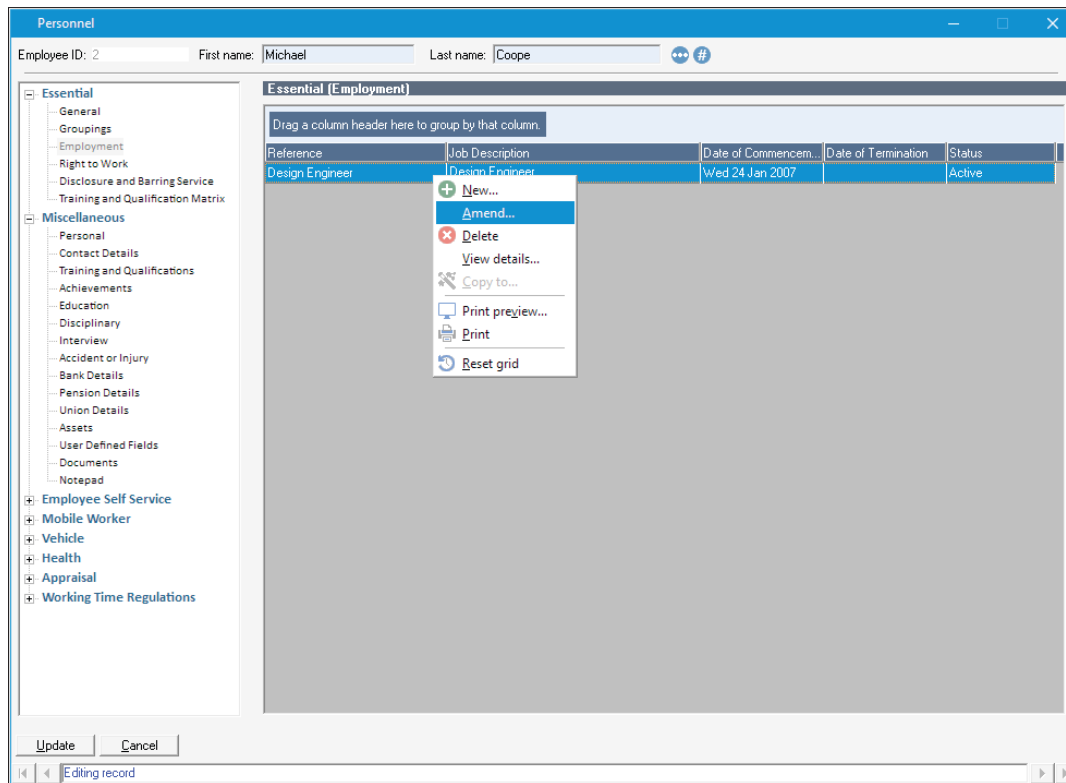 Personnel
Employee ID: 2 First name: Michael Last name: Coope
Essential
General
Groupings
Employment
Right to Work
Disclosure and Barring Service
Training and Qualification Matrix
Miscellaneous
Personal
Contact Details
Training and Qualifications
Achievements
Education
Disciplinary
Interview
Accident or Injury
Bank Details
Pension Details
Union Details
Assets
User Defined Fields
Documents
Notepad
Employee Self Service
Mobile Worker
Vehicle
Health
Appraisal
Working Time Regulations
Essential (Employment)
Drag a column header here to group by that column.
Reference Job Description Date of Commencem... Date of Termination Status
Design Engineer Design Engineer Wed 24 Jan 2007 Active
New...
Amend...
Delete
View details...
Copy to...
Print preview...
Print
Reset grid
Update Cancel
Editing record